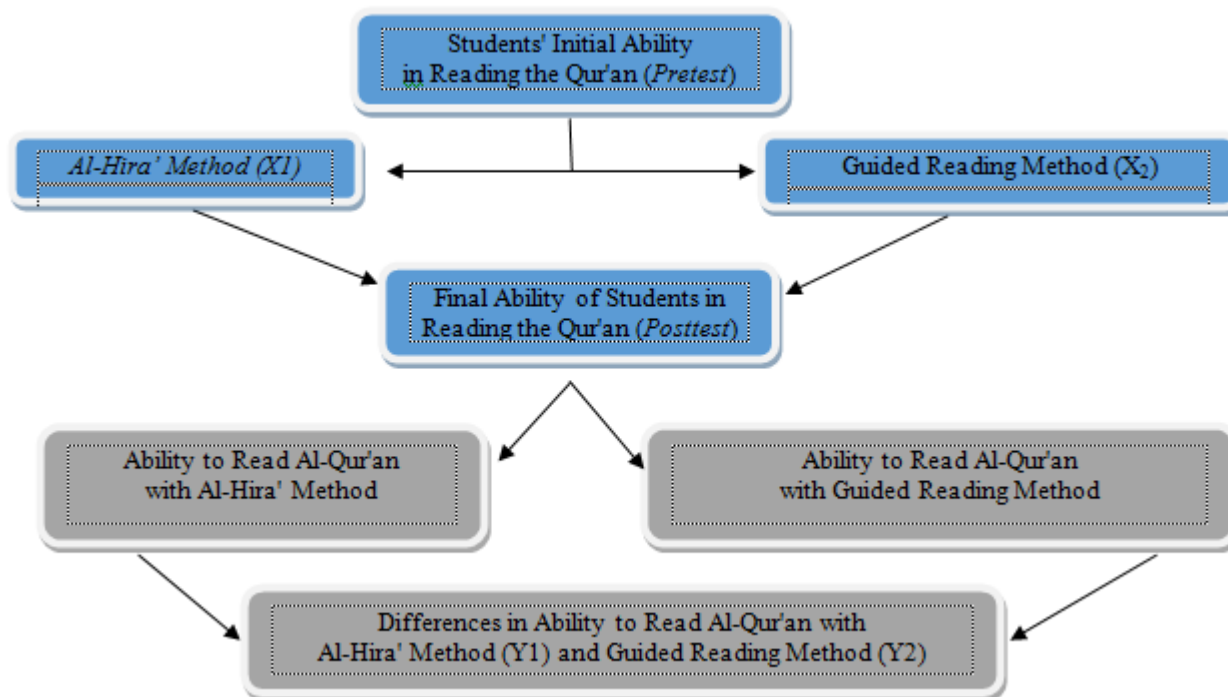 Students' Initial Ability
in Reading the Qur'an (Pretest)
Al-Hira' Method (X1)
Guided Reading Method (X₂)
Final Ability of Students in
Reading the Qur'an (Posttest)
Ability to Read Al-Qur'an
with Al-Hira' Method
Ability to Read Al-Qur'an
with Guided Reading Method
Differences in Ability to Read Al-Qur'an with
Al-Hira' Method (Y1) and Guided Reading Method (Y2)